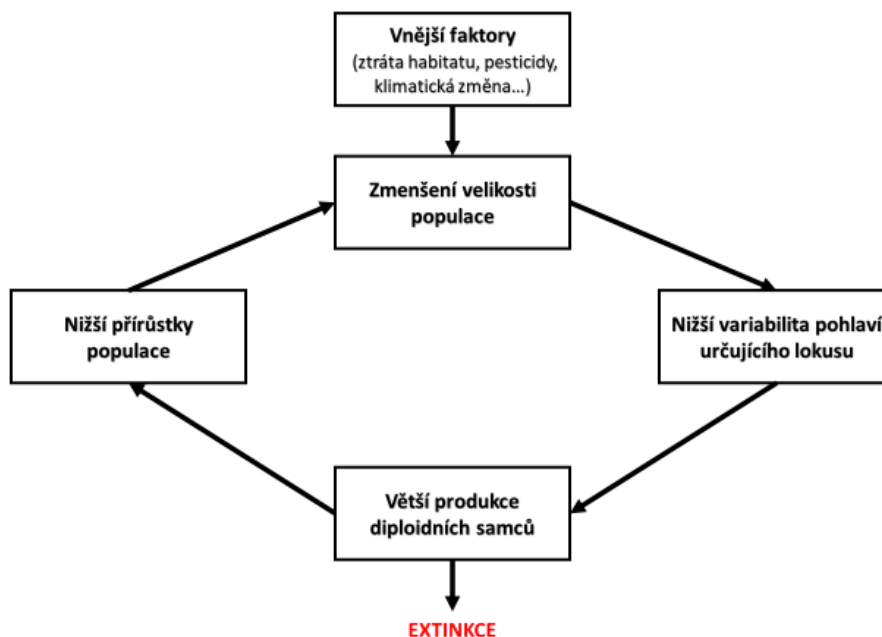 Vnější faktory
(ztráta habitatu, pesticidy,
klimatická změna...)
Zmenšení velikosti
populace
Nižší přírůstky
populace
Nižší variabilita pohlaví
určujícího lokusu
Větší produkce
diploidních samců
EXTINKCE